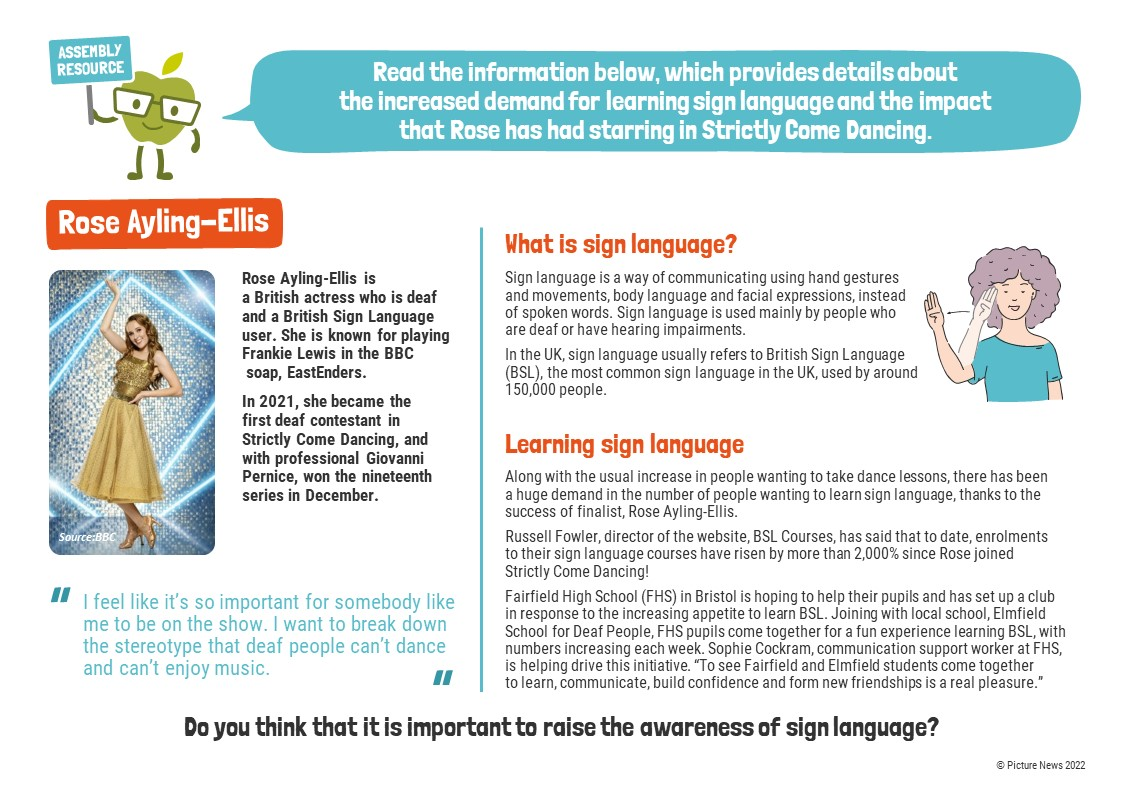 ASSEMBLY
RESOURCE
Read the information below, which provides details about
the increased demand for learning sign language and the impact
that Rose has had starring in Strictly Come Dancing.
Rose Ayling-Ellis
Rose Ayling-Ellis is
a British actress who is deaf
and a British Sign Language
user. She is known for playing
Frankie Lewis in the BBC
soap, EastEnders.
In 2021, she became the
first deaf contestant in
Strictly Come Dancing, and
with professional Giovanni
Pernice, won the nineteenth
series in December.
Source:BBC
" I feel like it's so important for somebody like
me to be on the show. I want to break down
the stereotype that deaf people can't dance
and can't enjoy music. "
What is sign language?
Sign language is a way of communicating using hand gestures
and movements, body language and facial expressions, instead
of spoken words. Sign language is used mainly by people who
are deaf or have hearing impairments.
In the UK, sign language usually refers to British Sign Language
(BSL), the most common sign language in the UK, used by around
150,000 people.
Learning sign language
Along with the usual increase in people wanting to take dance lessons, there has been
a huge demand in the number of people wanting to learn sign language, thanks to the
success of finalist, Rose Ayling-Ellis.
Russell Fowler, director of the website, BSL Courses, has said that to date, enrolments
to their sign language courses have risen by more than 2,000% since Rose joined
Strictly Come Dancing!
Fairfield High School (FHS) in Bristol is hoping to help their pupils and has set up a club
in response to the increasing appetite to learn BSL. Joining with local school, Elmfield
School for Deaf People, FHS pupils come together for a fun experience learning BSL, with
numbers increasing each week. Sophie Cockram, communication support worker at FHS,
is helping drive this initiative. "To see Fairfield and Elmfield students come together
to learn, communicate, build confidence and form new friendships is a real pleasure."
Do you think that it is important to raise the awareness of sign language?
© Picture News 2022